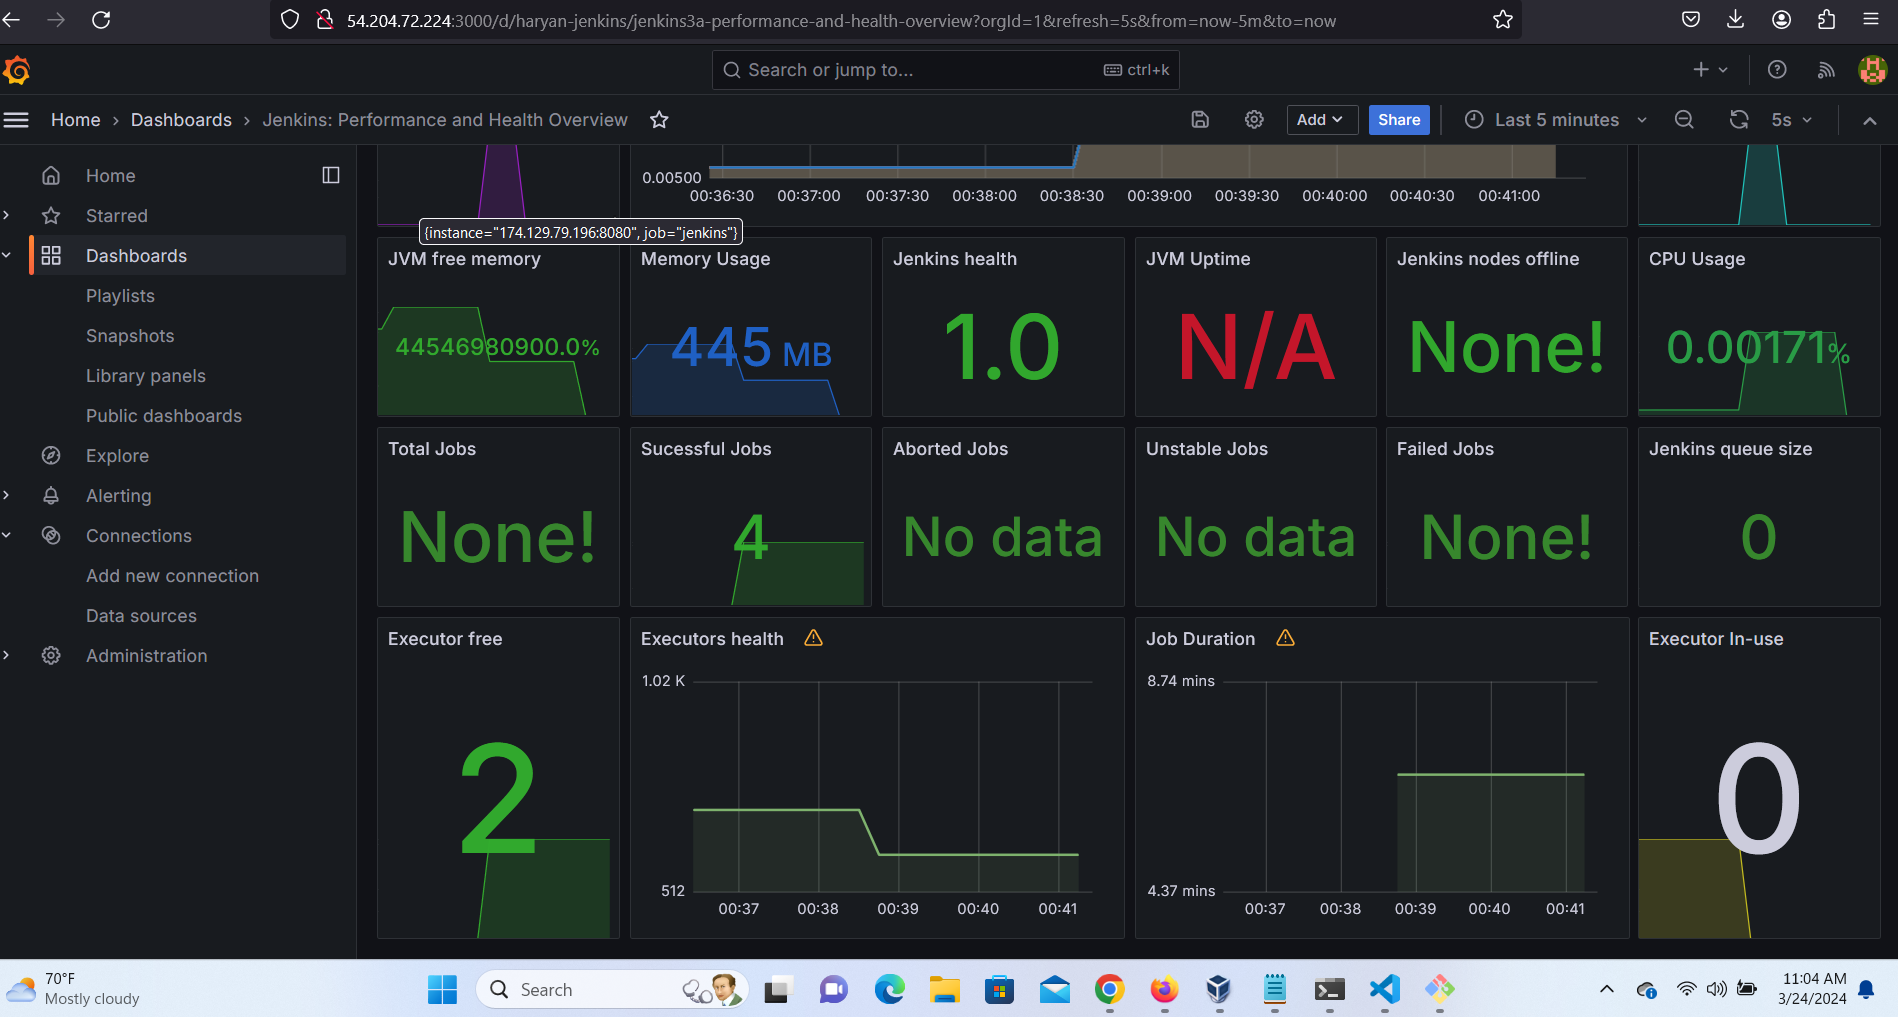 54.204.72.224:3000/d/haryan-jenkins/jenkins3a-performance-and-health-overview?orgId=1&refresh=5s&from=now-5m&to=now
Search or jump to... ctrl+k
Home › Dashboards › Jenkins: Performance and Health Overview
Add
Share
Last 5 minutes
5s
Home
Starred
Dashboards
Playlists
Snapshots
Library panels
Public dashboards
Explore
Alerting
Connections
Add new connection
Data sources
Administration
0.00500
00:36:30 00:37:00 00:37:30 00:38:00 00:38:30 00:39:00 00:39:30 00:40:00 00:40:30 00:41:00
{instance="174.129.79.196:8080", job="jenkins"}
JVM free memory
44546980900.0%
Memory Usage
445 MB
Jenkins health
1.0
JVM Uptime
N/A
Jenkins nodes offline
None!
CPU Usage
0.00171%
Total Jobs
None!
Sucessful Jobs
4
Aborted Jobs
No data
Unstable Jobs
No data
Failed Jobs
None!
Jenkins queue size
0
Executor free
2
Executors health
1.02 K
512
00:37 00:38 00:39 00:40 00:41
Job Duration
8.74 mins
4.37 mins
00:37 00:38 00:39 00:40 00:41
Executor In-use
0
70°F
Mostly cloudy
Search
11:04 AM
3/24/2024